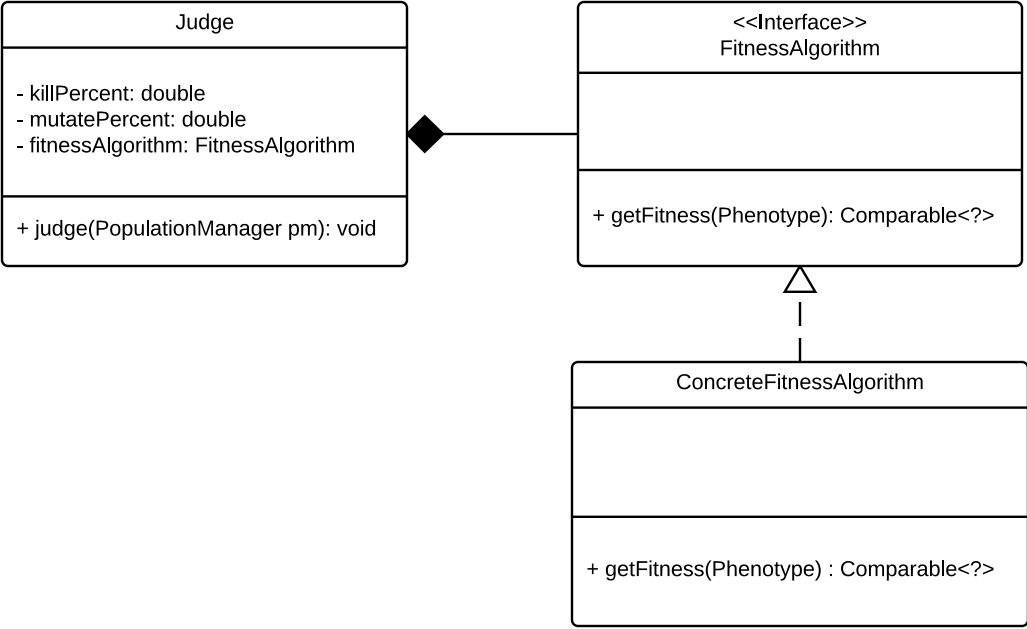 Judge
- killPercent: double
- mutatePercent: double
- fitnessAlgorithm: FitnessAlgorithm
+ judge(PopulationManager pm): void
<<Interface>>
FitnessAlgorithm
+ getFitness(Phenotype): Comparable<?>
ConcreteFitnessAlgorithm
+ getFitness(Phenotype) : Comparable<?>